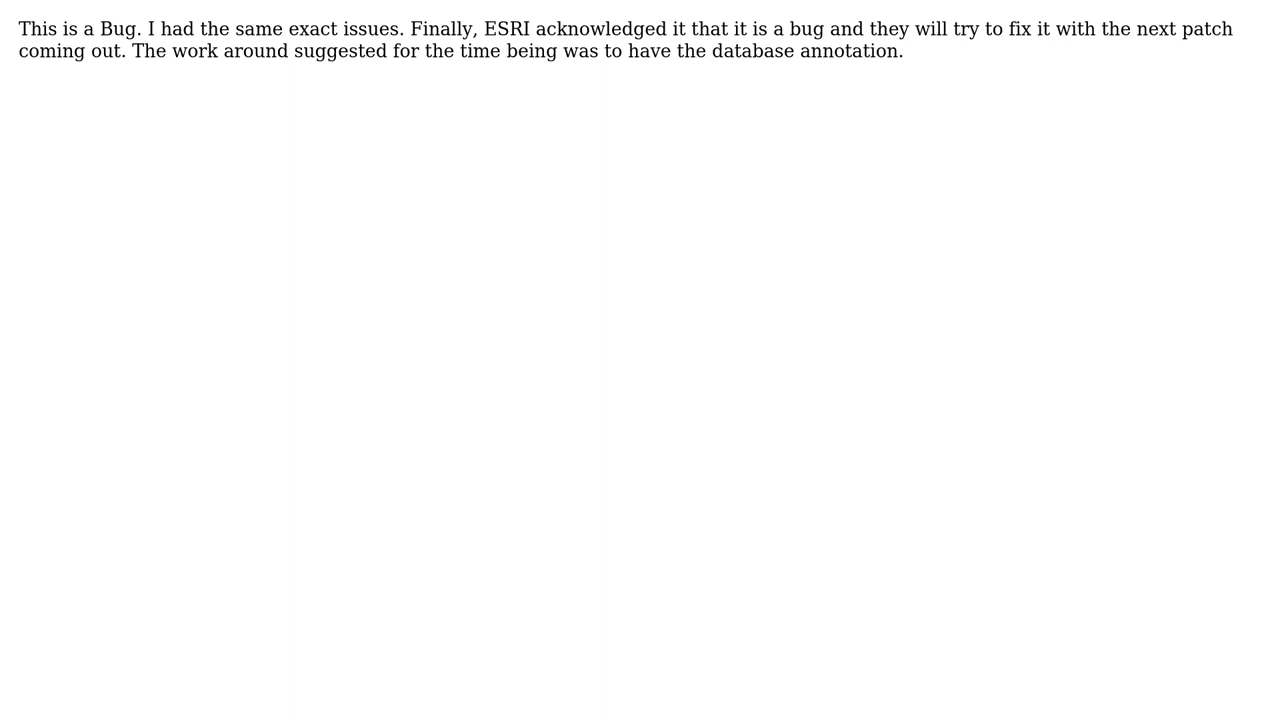 This is a Bug. I had the same exact issues. Finally, ESRI acknowledged it that it is a bug and they will try to fix it with the next patch
coming out. The work around suggested for the time being was to have the database annotation.